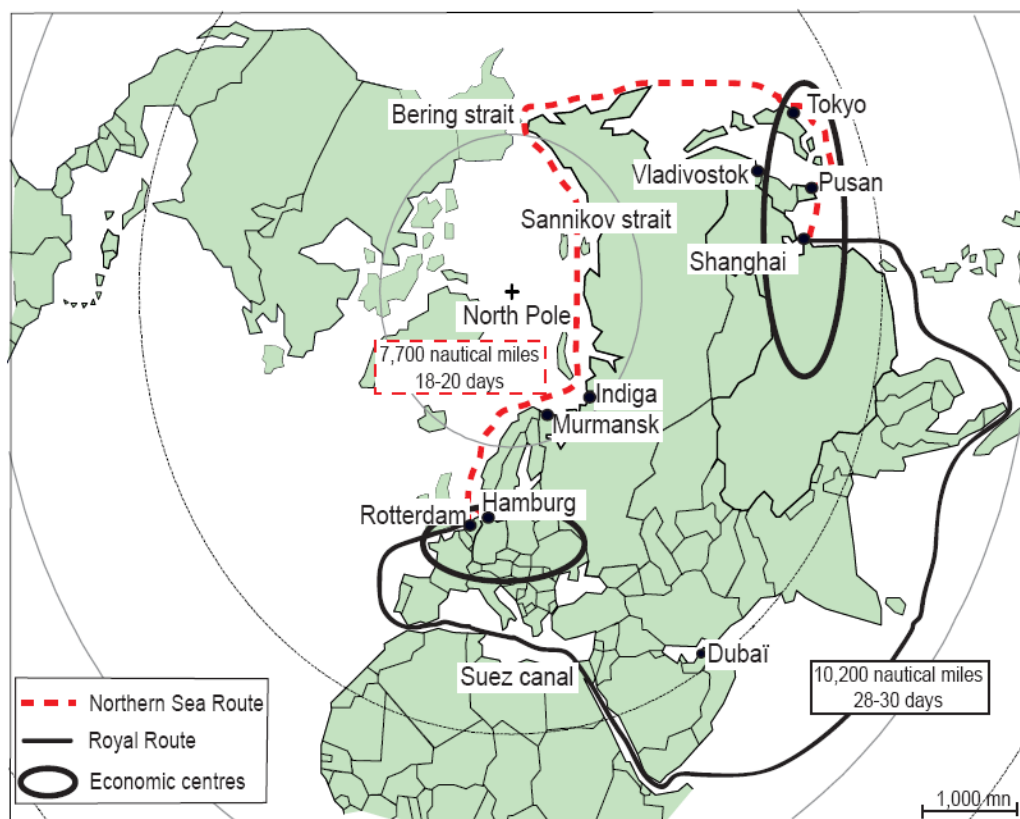 Bering strait
Tokyo
Vladivostok
Pusan
Sannikov strait
Shanghai
North Pole
7,700 nautical miles
18-20 days
Indiga
Murmansk
Hamburg
Rotterdam
Dubaï
Suez canal
10,200 nautical miles
28-30 days
Northern Sea Route
Royal Route
Economic centres
1,000 mn